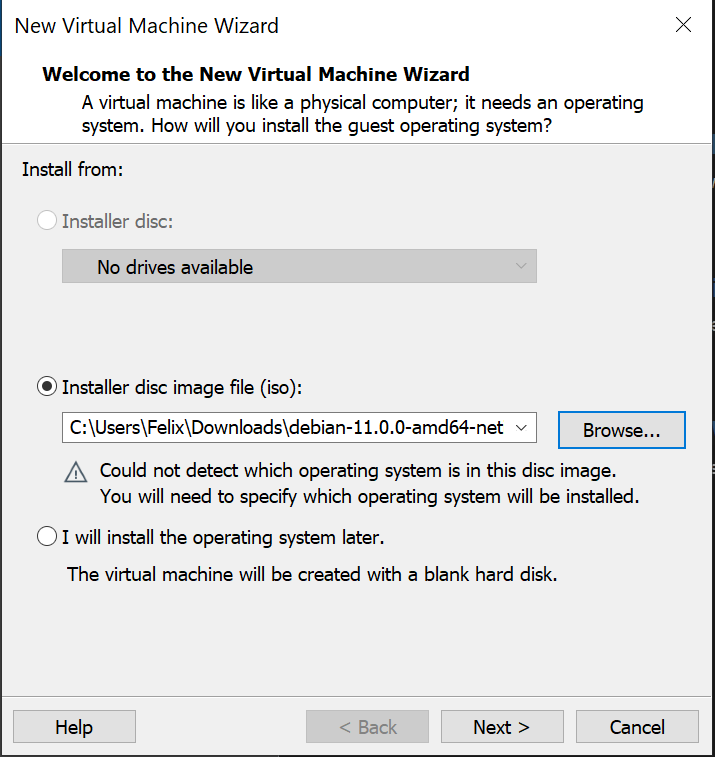 New Virtual Machine Wizard
Welcome to the New Virtual Machine Wizard
A virtual machine is like a physical computer; it needs an operating
system. How will you install the guest operating system?
Install from:
Installer disc:
No drives available
Installer disc image file (iso):
C:\Users\Felix\Downloads\debian-11.0.0-amd64-net
Browse...
Could not detect which operating system is in this disc image.
You will need to specify which operating system will be installed.
I will install the operating system later.
The virtual machine will be created with a blank hard disk.
Help
< Back
Next >
Cancel